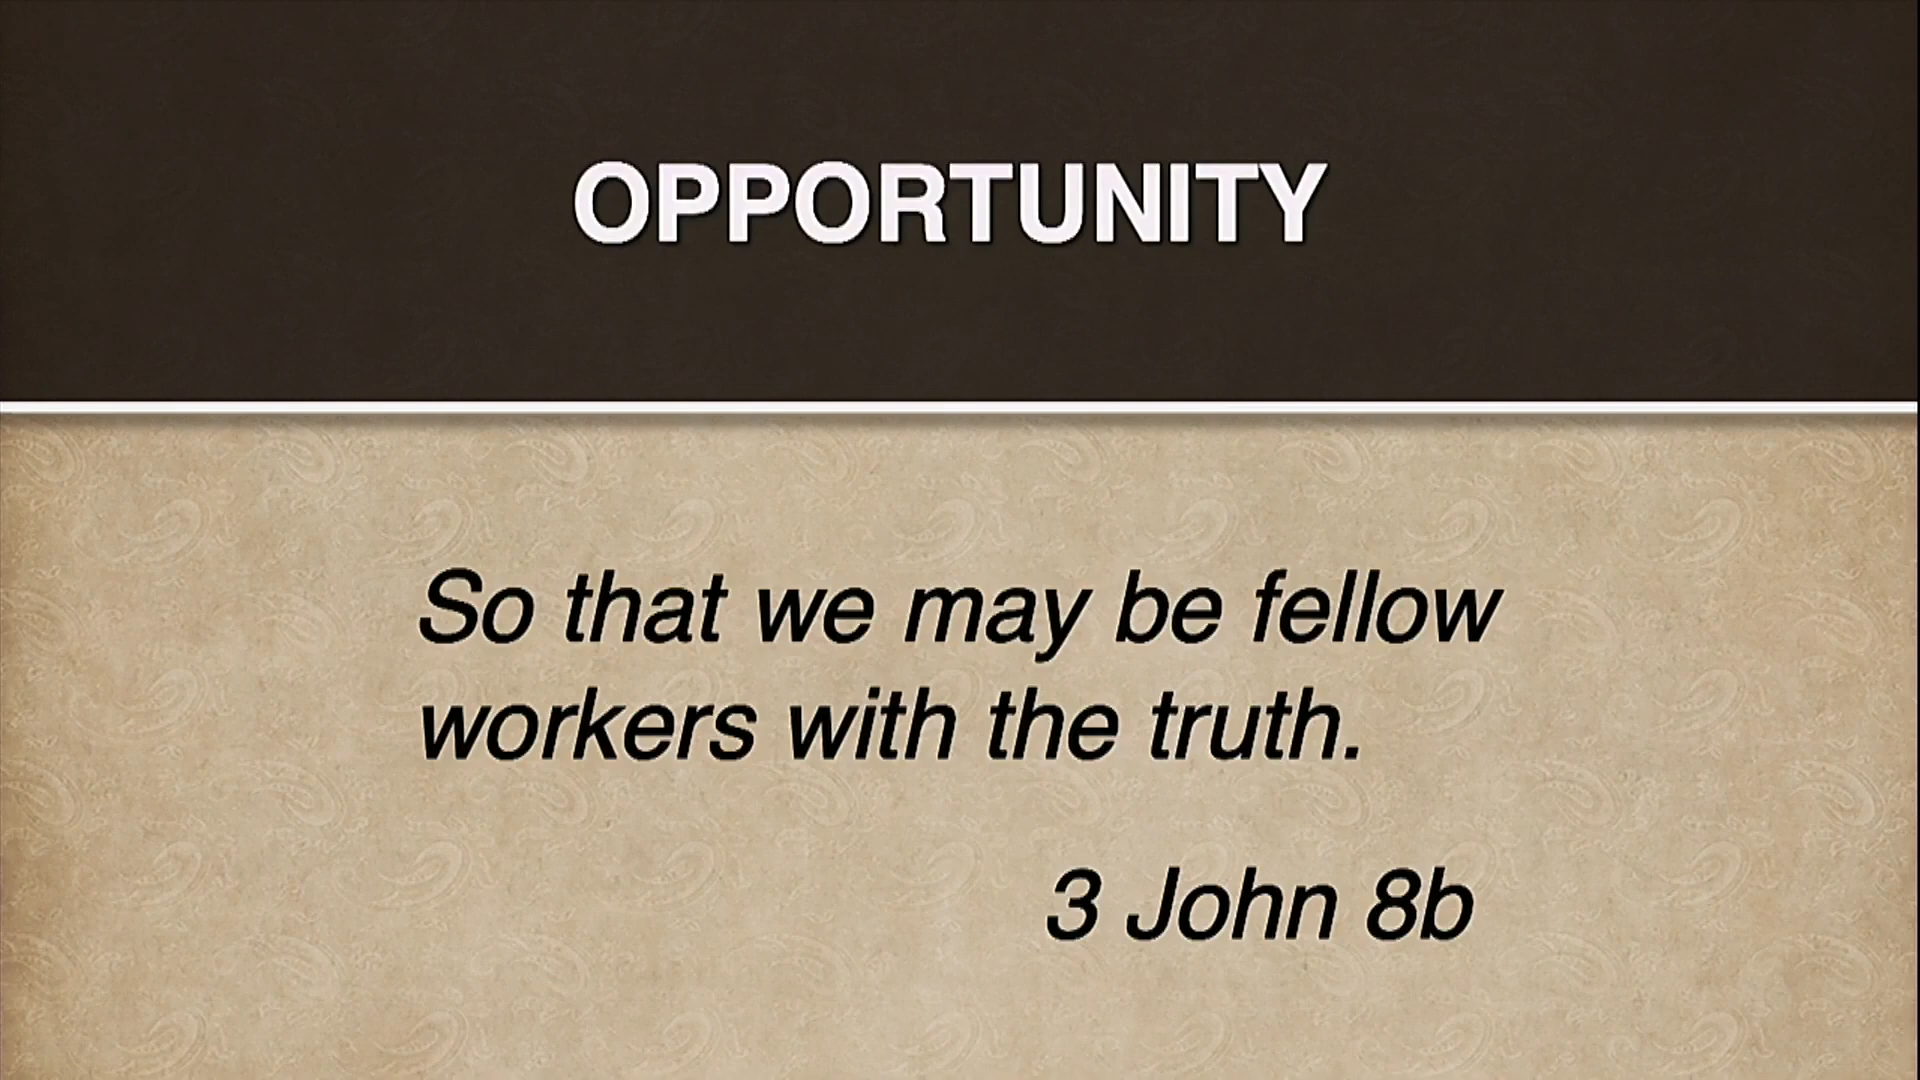 OPPORTUNITY
So that we may be fellow
workers with the truth.
3 John 8b